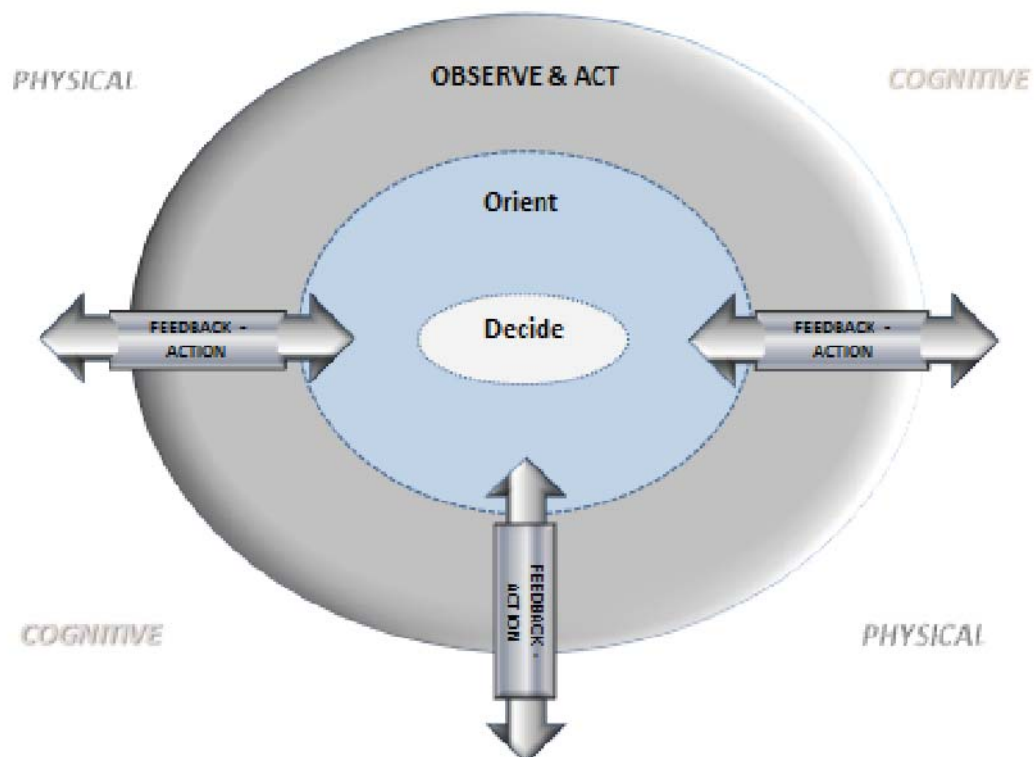 PHYSICAL
OBSERVE & ACT
COGNITIVE
Orient
Decide
FEEDBACK -
ACTION
FEEDBACK -
ACTION
FEEDBACK -
ACTION
COGNITIVE
PHYSICAL